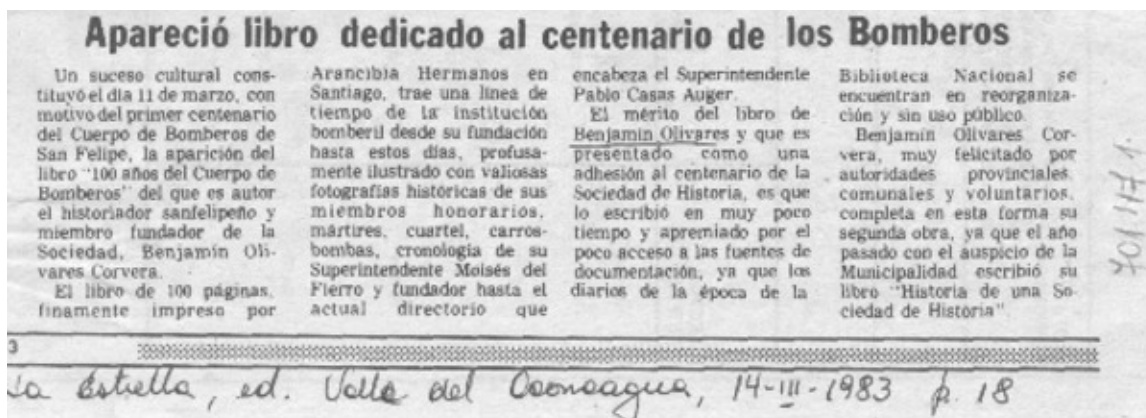 Apareció libro dedicado al centenario de los Bomberos
Un suceso cultural cons-
tituyó el día 11 de marzo, con
motivo del primer centenario
del Cuerpo de Bomberos de
San Felipe, la aparición del
libro "100 años del Cuerpo de
Bomberos" del que es autor
el historiador sanfelipeño y
miembro fundador de la
Sociedad, Benjamín Oli-
vares Corvera.
El libro de 100 páginas,
finamente impreso por
Arancibia Hermanos en
Santiago, trae una línea de
tiempo de la institución
bomberil desde su fundación
hasta estos días, profusa-
mente ilustrado con valiosas
fotografías históricas de sus
miembros honorarios,
mártires, cuartel, carros-
bombas, cronología de su
Superintendente Moisés del
Fierro y fundador hasta el
actual directorio que
encabeza el Superintendente
Pablo Casas Auger.
El mérito del libro de
Benjamín Olivares y que es
presentado como una
adhesión al centenario de la
Sociedad de Historia, es que
lo escribió en muy poco
tiempo y apremiado por el
poco acceso a las fuentes de
documentación, ya que los
diarios de la época de la
Biblioteca Nacional se
encuentran en reorganiza-
ción y sin uso público.
Benjamín Olivares Cor-
vera, muy felicitado por
autoridades provinciales,
comunales y voluntarios,
completa en esta forma su
segunda obra, ya que el año
pasado con el auspicio de la
Municipalidad escribió su
libro "Historia de una So-
ciedad de Historia".
3
La Estrella, ed. Valle del Aconcagua, 14-III-1983 p. 18